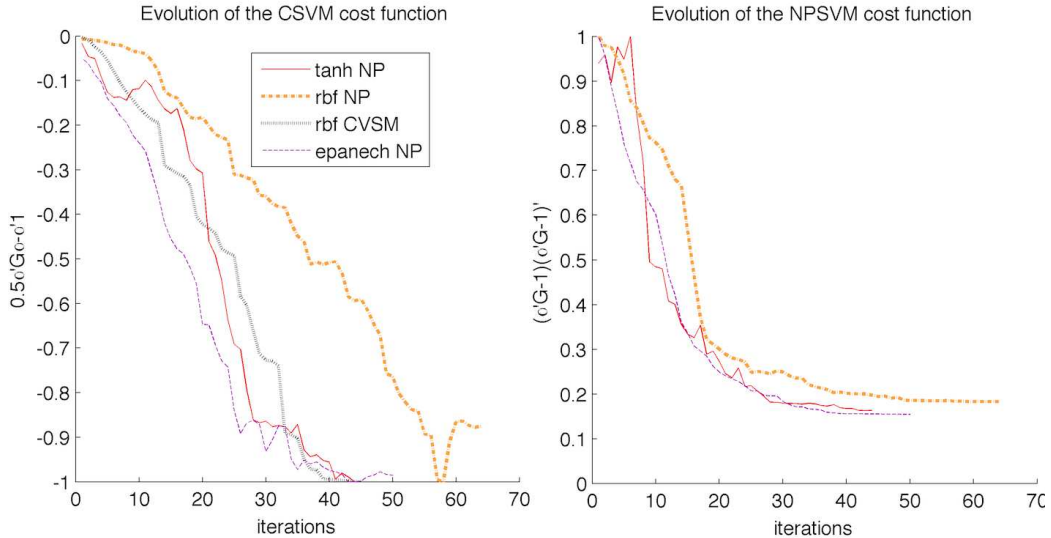 Evolution of the CSVM cost function
0
-0.1
-0.2
-0.3
-0.4
-0.5
-0.6
-0.7
-0.8
-0.9
-1
0.5α'Gα-α'1
tanh NP
rbf NP
rbf CVSM
epanech NP
0 10 20 30 40 50 60 70
iterations
Evolution of the NPSVM cost function
1
0.9
0.8
0.7
0.6
0.5
0.4
0.3
0.2
0.1
0
(α'G-1)(α'G-1)'
0 10 20 30 40 50 60 70
iterations